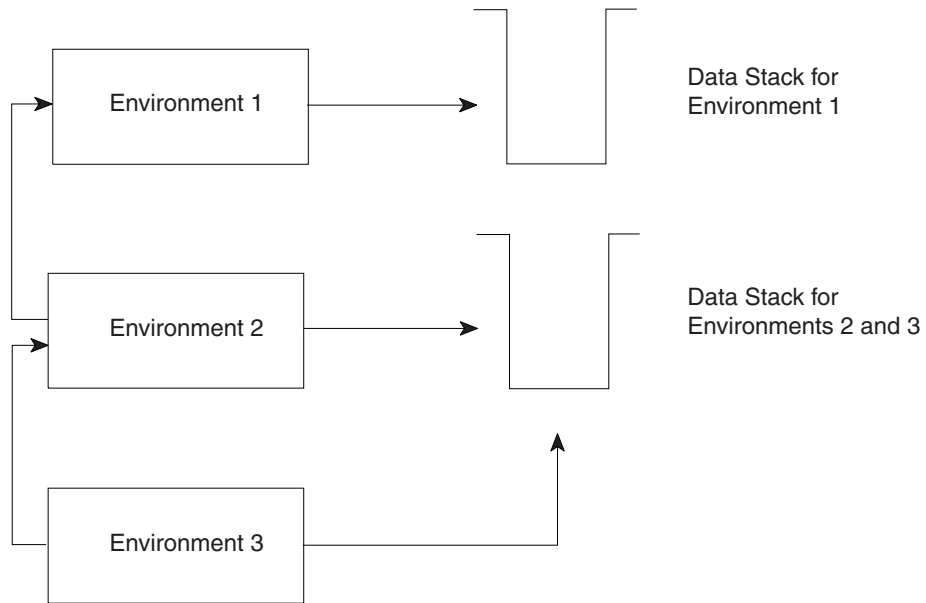 Environment 1
Data Stack for
Environment 1
Environment 2
Data Stack for
Environments 2 and 3
Environment 3